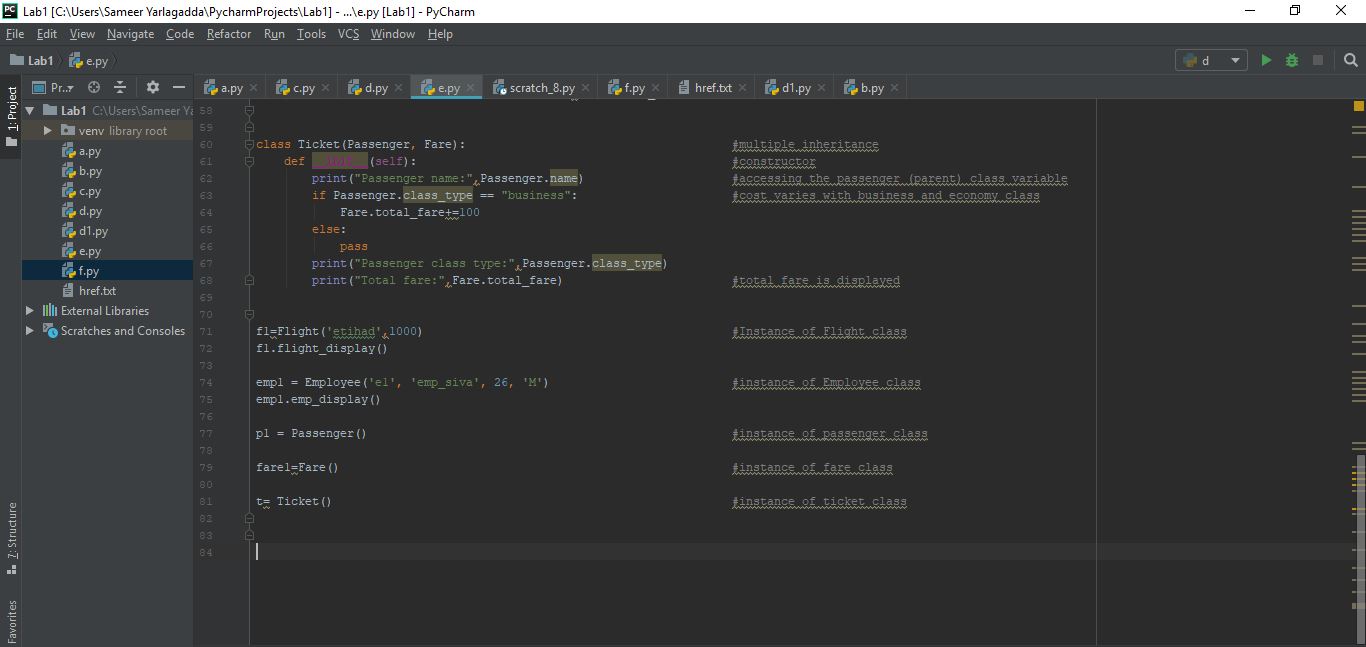 Lab1 [C:\Users\Sameer Yarlagadda\PycharmProjects\Lab1] - ...\e.py [Lab1] - PyCharm
File Edit View Navigate Code Refactor Run Tools VCS Window Help
Lab1 e.py d
1: Project
Pr.. a.py c.py d.py e.py scratch_8.py f.py href.txt d1.py b.py
Lab1 C:\Users\Sameer Ya
venv library root
a.py
b.py
c.py
d.py
d1.py
e.py
f.py
href.txt
External Libraries
Scratches and Consoles
7: Structure
Favorites
58
59
60 class Ticket(Passenger, Fare): #multiple inheritance
61 def __init__(self): #constructor
62 print("Passenger name:",Passenger.name) #accessing the passenger (parent) class variable
63 if Passenger.class_type == "business": #cost varies with business and economy class
64 Fare.total_fare+=100
65 else:
66 pass
67 print("Passenger class type:",Passenger.class_type)
68 print("Total fare:",Fare.total_fare) #total fare is displayed
69
70
71 f1=Flight('etihad',1000) #Instance of Flight class
72 f1.flight_display()
73
74 emp1 = Employee('e1', 'emp_siva', 26, 'M') #instance of Employee class
75 emp1.emp_display()
76
77 p1 = Passenger() #instance of passenger class
78
79 fare1=Fare() #instance of fare class
80
81 t= Ticket() #instance of ticket class
82
83
84